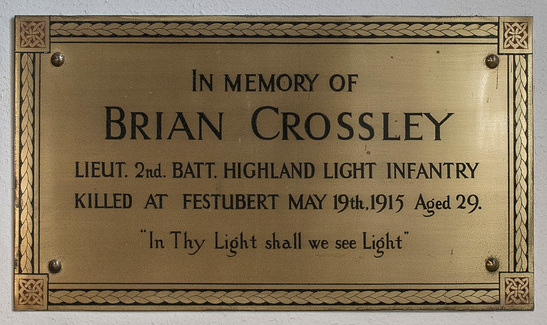 IN MEMORY OF
BRIAN CROSSLEY
LIEUT. 2nd. BATT. HIGHLAND LIGHT INFANTRY
KILLED AT FESTUBERT MAY 19th, 1915 Aged 29.
"In Thy Light shall we see Light"